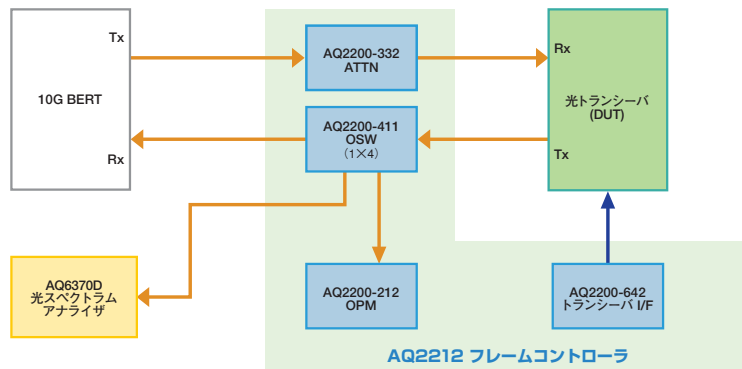 Tx
10G BERT
Rx
AQ2200-332
ATTN
AQ2200-411
OSW
(1×4)
Rx
光トランシーバ
(DUT)
Tx
AQ6370D
光スペクトラム
アナライザ
AQ2200-212
OPM
AQ2200-642
トランシーバ I/F
AQ2212 フレームコントローラ